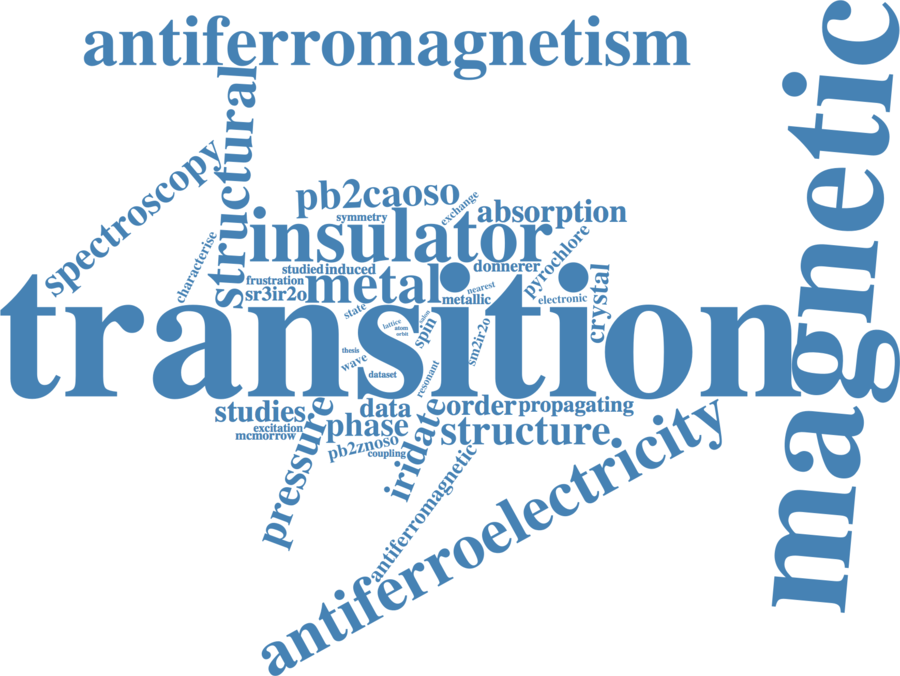 antiferromagnetism
magnetic
structural
spectroscopy
pb2caoso
exchange
symmetry
absorption
insulator
characterise
pyrochlore
studied
induced
donnerer
frustration
metal
nearest
crystal
sr3ir2o
metallic
electronic
transition
state
spin
lattice
atom
orbit
sm2ir2o
thesis
wave
dataset
resonant
studies
data
order
propagating
excitation
mcmorrow
phase
structure
pressure
iridate
pb2znoso
coupling
antiferromagnetic
antiferroelectricity